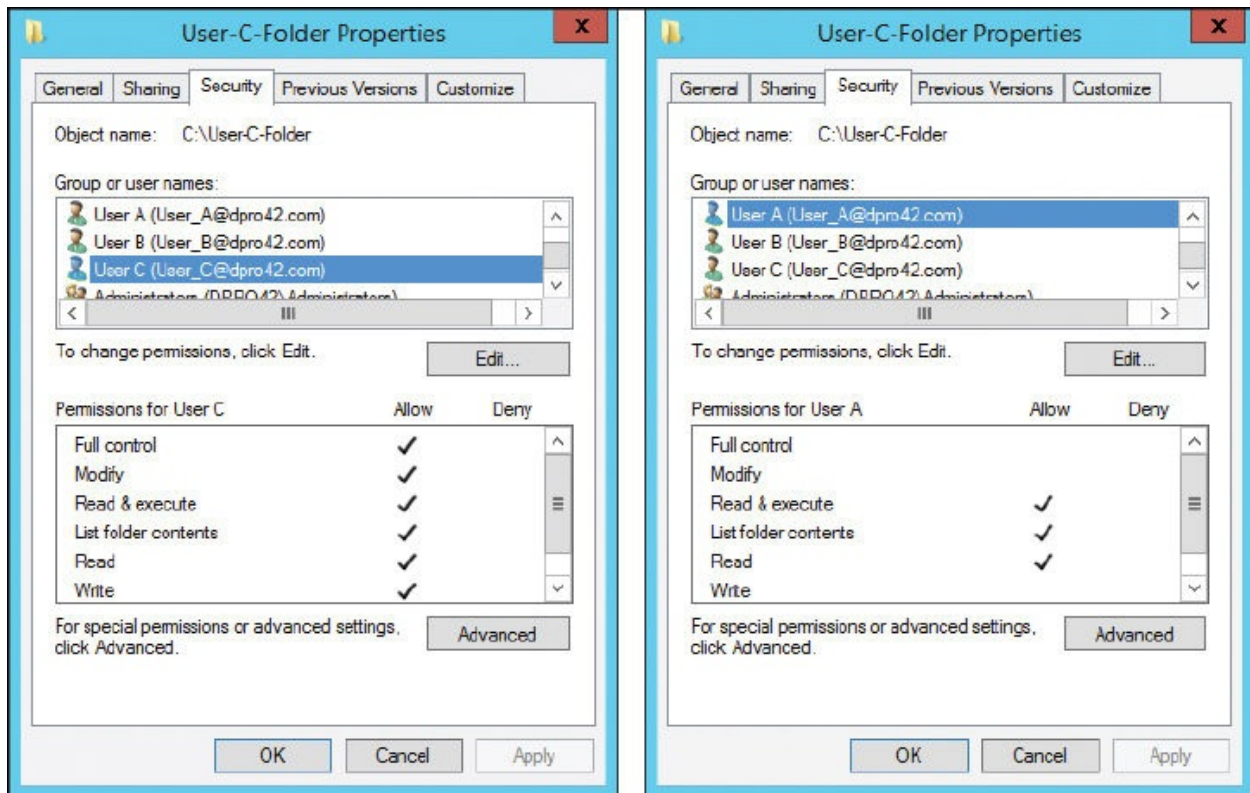 User-C-Folder Properties
x
General Sharing Security Previous Versions Customize
Object name: C:\User-C-Folder
Group or user names:
User A (User_A@dpro42.com)
User B (User_B@dpro42.com)
User C (User_C@dpro42.com)
Administrators (DPRO42\Administrators)
To change permissions, click Edit.
Edit...
Permissions for User C Allow Deny
Full control
Modify
Read & execute
List folder contents
Read
Write
For special permissions or advanced settings,
click Advanced.
Advanced
OK Cancel Apply
User-C-Folder Properties
x
General Sharing Security Previous Versions Customize
Object name: C:\User-C-Folder
Group or user names:
User A (User_A@dpro42.com)
User B (User_B@dpro42.com)
User C (User_C@dpro42.com)
Administrators (DPRO42\Administrators)
To change permissions, click Edit.
Edit...
Permissions for User A Allow Deny
Full control
Modify
Read & execute
List folder contents
Read
Write
For special permissions or advanced settings,
click Advanced.
Advanced
OK Cancel Apply